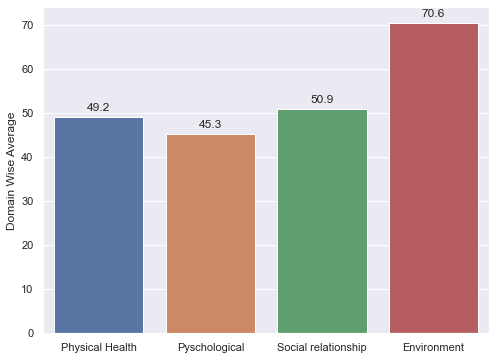 Domain Wise Average
70
60
50
40
30
20
10
0
49.2
45.3
50.9
70.6
Physical Health
Pyschological
Social relationship
Environment